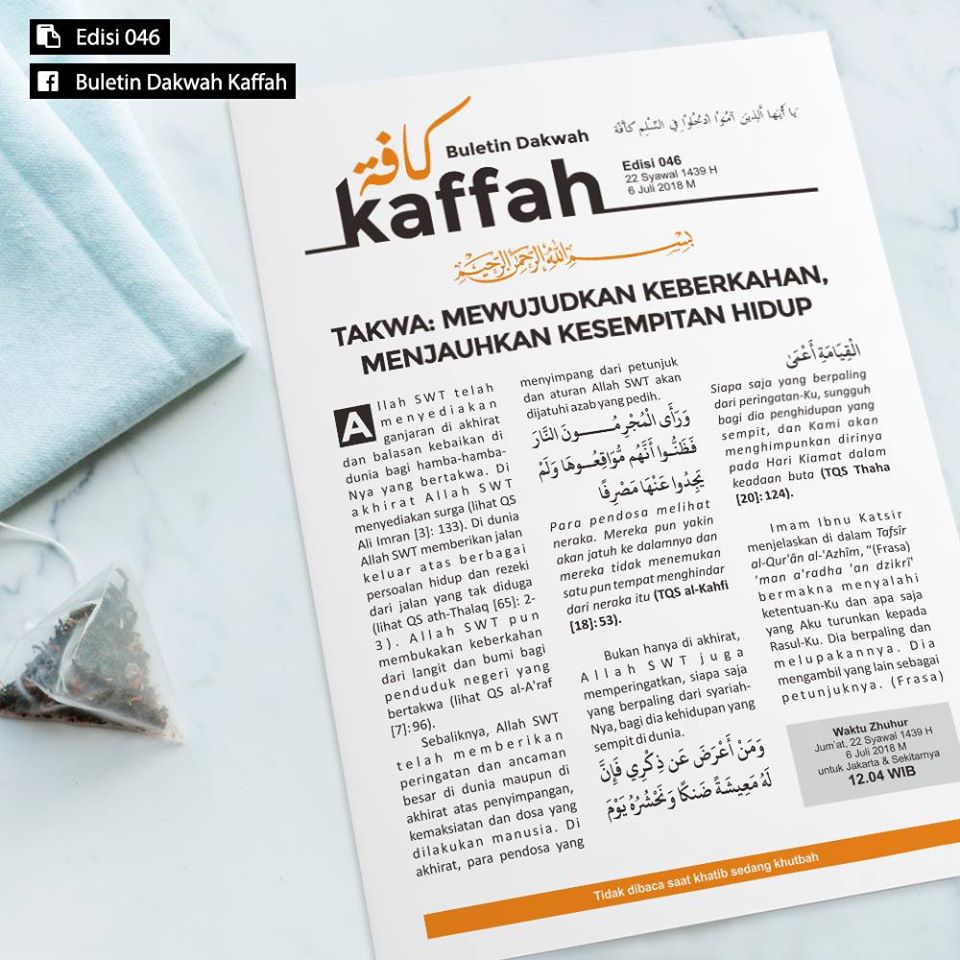 Edisi 046
Buletin Dakwah Kaffah
كافة
Buletin Dakwah
kaffah
يا أيها الذين آمنوا ادخلوا في السلم كافة
Edisi 046
22 Syawal 1439 H
6 Juli 2018 M
بسم الله الرحمن الرحيم
TAKWA: MEWUJUDKAN KEBERKAHAN,
MENJAUHKAN KESEMPITAN HIDUP
Allah SWT telah
menyediakan
ganjaran di akhirat
dan balasan kebaikan di
dunia bagi hamba-hamba-
Nya yang bertakwa. Di
akhirat Allah SWT
menyediakan surga (lihat QS
Ali Imran [3]: 133). Di dunia
Allah SWT memberikan jalan
keluar atas berbagai
persoalan hidup dan rezeki
dari jalan yang tak diduga
(lihat QS ath-Thalaq [65]: 2-
3). Allah SWT pun
membukakan keberkahan
dari langit dan bumi bagi
penduduk negeri yang
bertakwa (lihat QS al-A'raf
[7]: 96).
Sebaliknya, Allah SWT
telah memberikan
peringatan dan ancaman
besar di dunia maupun di
akhirat atas penyimpangan,
kemaksiatan dan dosa yang
dilakukan manusia. Di
akhirat, para pendosa yang
menyimpang dari petunjuk
dan aturan Allah SWT akan
dijatuhi azab yang pedih.
وَرَأَى الْمُجْرِمُونَ النَّارَ
فَظَنُّوا أَنَّهُم مُّوَاقِعُوهَا وَلَمْ
يَجِدُوا عَنْهَا مَصْرِفًا
Para pendosa melihat
neraka. Mereka pun yakin
akan jatuh ke dalamnya dan
mereka tidak menemukan
satu pun tempat menghindar
dari neraka itu (TQS al-Kahfi
[18]: 53).
Bukan hanya di akhirat,
Allah SWT juga
memperingatkan, siapa saja
yang berpaling dari syariah-
Nya, bagi dia kehidupan yang
sempit di dunia.
وَمَنْ أَعْرَضَ عَن ذِكْرِي فَإِنَّ
لَهُ مَعِيشَةً ضَنكًا وَنَحْشُرُهُ يَوْمَ
الْقِيَامَةِ أَعْمَى
Siapa saja yang berpaling
dari peringatan-Ku, sungguh
bagi dia penghidupan yang
sempit, dan Kami akan
menghimpunkan dirinya
pada Hari Kiamat dalam
keadaan buta (TQS Thaha
[20]: 124).
Imam Ibnu Katsir
menjelaskan di dalam Tafsîr
al-Qur'ân al-'Azhîm, "(Frasa)
'man a'radha 'an dzikrî'
bermakna menyalahi
ketentuan-Ku dan apa saja
yang Aku turunkan kepada
Rasul-Ku. Dia berpaling dan
melupakannya. Dia
mengambil yang lain sebagai
petunjuknya. (Frasa)
Waktu Zhuhur
Jum'at, 22 Syawal 1439 H
6 Juli 2018 M
untuk Jakarta & Sekitarnya
12.04 WIB
Tidak dibaca saat khatib sedang khutbah